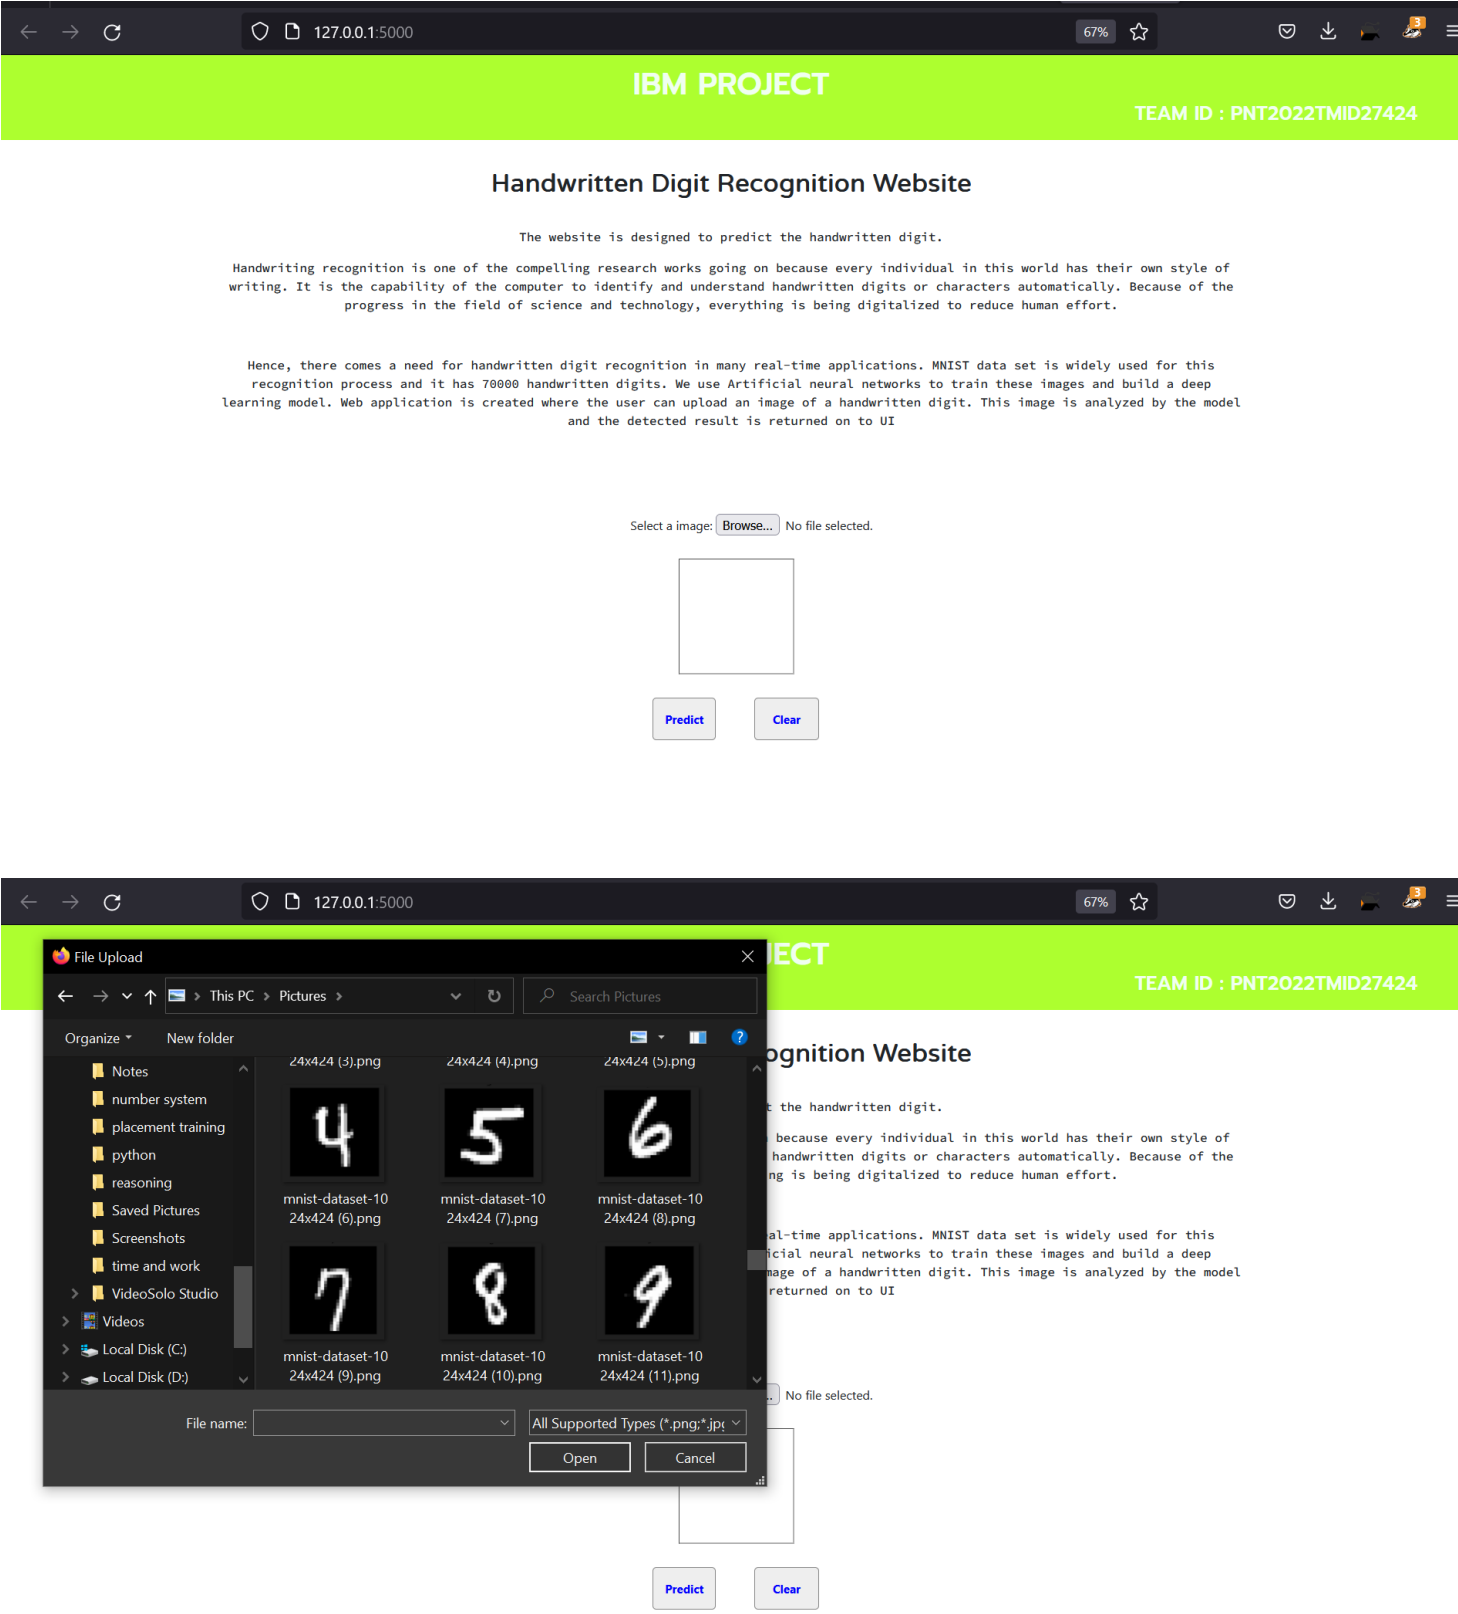 127.0.0.1:5000
67%
3
IBM PROJECT
TEAM ID : PNT2022TMID27424
Handwritten Digit Recognition Website
The website is designed to predict the handwritten digit.
Handwriting recognition is one of the compelling research works going on because every individual in this world has their own style of
writing. It is the capability of the computer to identify and understand handwritten digits or characters automatically. Because of the
progress in the field of science and technology, everything is being digitalized to reduce human effort.
Hence, there comes a need for handwritten digit recognition in many real-time applications. MNIST data set is widely used for this
recognition process and it has 70000 handwritten digits. We use Artificial neural networks to train these images and build a deep
learning model. Web application is created where the user can upload an image of a handwritten digit. This image is analyzed by the model
and the detected result is returned on to UI
Select a image: Browse... No file selected.
Predict Clear
127.0.0.1:5000
67%
3
JECT
TEAM ID : PNT2022TMID27424
File Upload
This PC > Pictures >
Search Pictures
Organize
New folder
?
Notes
number system
placement training
python
reasoning
Saved Pictures
Screenshots
time and work
VideoSolo Studio
Videos
Local Disk (C:)
Local Disk (D:)
24x424 (3).png 24x424 (4).png 24x424 (5).png
4 5 6
mnist-dataset-10 mnist-dataset-10 mnist-dataset-10
24x424 (6).png 24x424 (7).png 24x424 (8).png
7 8 9
mnist-dataset-10 mnist-dataset-10 mnist-dataset-10
24x424 (9).png 24x424 (10).png 24x424 (11).png
File name:
All Supported Types (*.png;*.jp
Open Cancel
ognition Website
t the handwritten digit.
because every individual in this world has their own style of
handwritten digits or characters automatically. Because of the
ng is being digitalized to reduce human effort.
al-time applications. MNIST data set is widely used for this
icial neural networks to train these images and build a deep
mage of a handwritten digit. This image is analyzed by the model
returned on to UI
.. No file selected.
Predict Clear